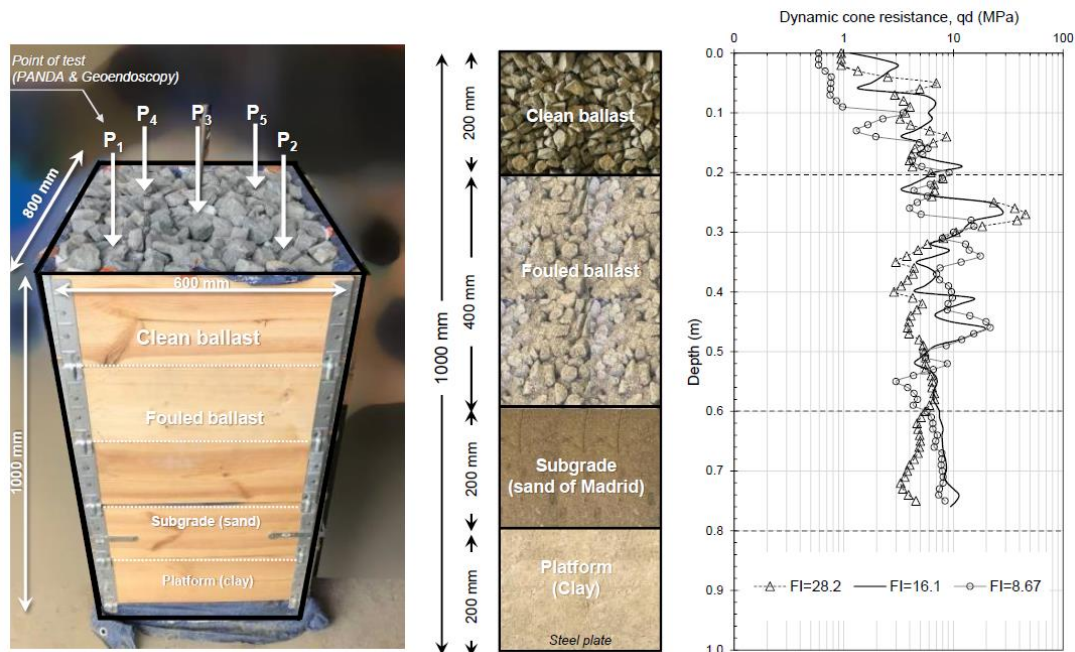 Point of test
(PANDA & Geoendoscopy)
P1
P4
P3
P5
P2
800 mm
600 mm
1000 mm
Clean ballast
Fouled ballast
Subgrade (sand)
Platform (clay)
1000 mm
200 mm
400 mm
200 mm
200 mm
Clean ballast
Fouled ballast
Subgrade
(sand of Madrid)
Platform
(Clay)
Steel plate
Dynamic cone resistance, qd (MPa)
0 1 10 100
Depth (m)
0.0
0.1
0.2
0.3
0.4
0.5
0.6
0.7
0.8
0.9
1.0
FI=28.2 FI=16.1 FI=8.67